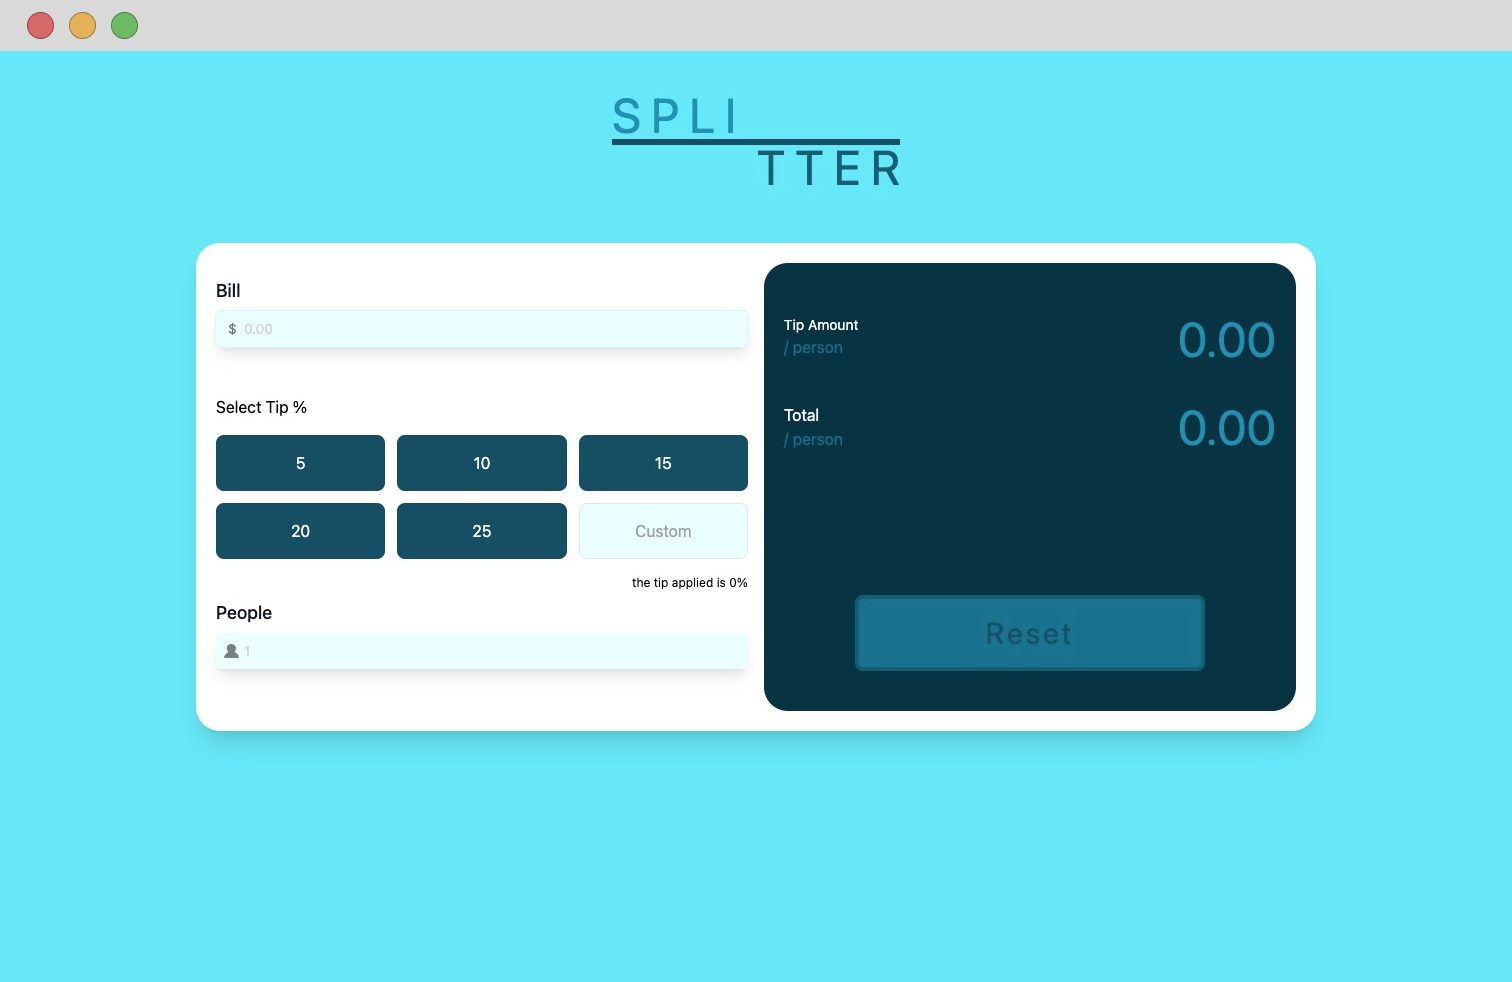 SPLI
TTER
Bill
$ 0.00
Select Tip %
5
10
15
20
25
Custom
the tip applied is 0%
People
1
Tip Amount
/ person
0.00
Total
/ person
0.00
Reset